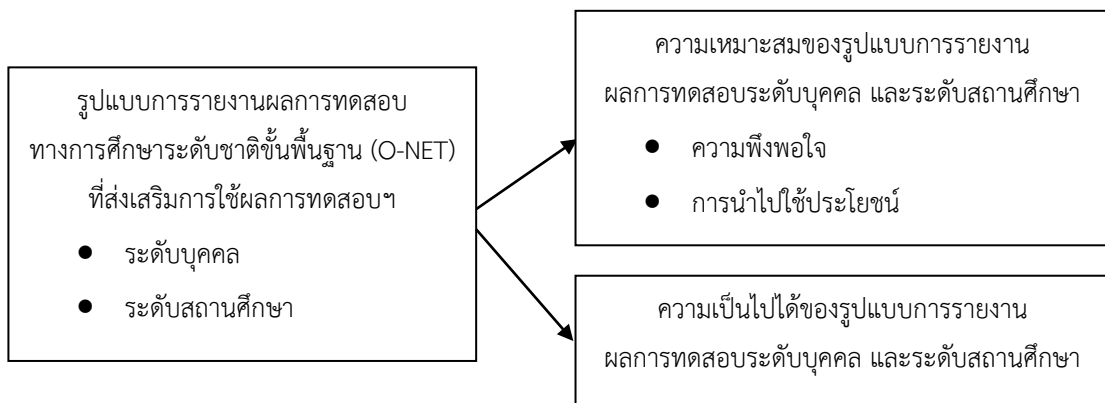 รูปแบบการรายงานผลการทดสอบ
ทางการศึกษาระดับชาติขั้นพื้นฐาน (O-NET)
ที่ส่งเสริมการใช้ผลการทดสอบฯ
● ระดับบุคคล
● ระดับสถานศึกษา
ความเหมาะสมของรูปแบบการรายงาน
ผลการทดสอบระดับบุคคล และระดับสถานศึกษา
● ความพึงพอใจ
● การนำไปใช้ประโยชน์
ความเป็นไปได้ของรูปแบบการรายงาน
ผลการทดสอบระดับบุคคล และระดับสถานศึกษา